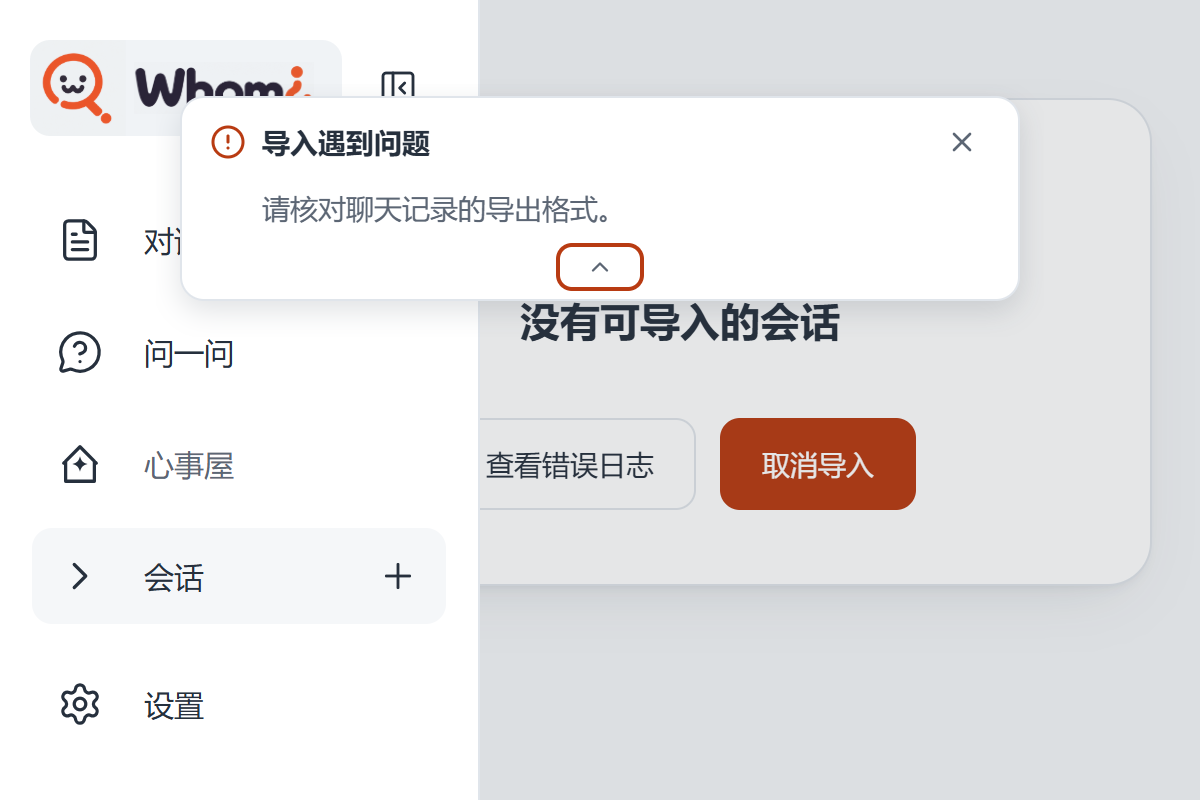 Whomi
导入遇到问题
请核对聊天记录的导出格式。
对
没有可导入的会话
问一问
查看错误日志
取消导入
心事屋
会话
设置